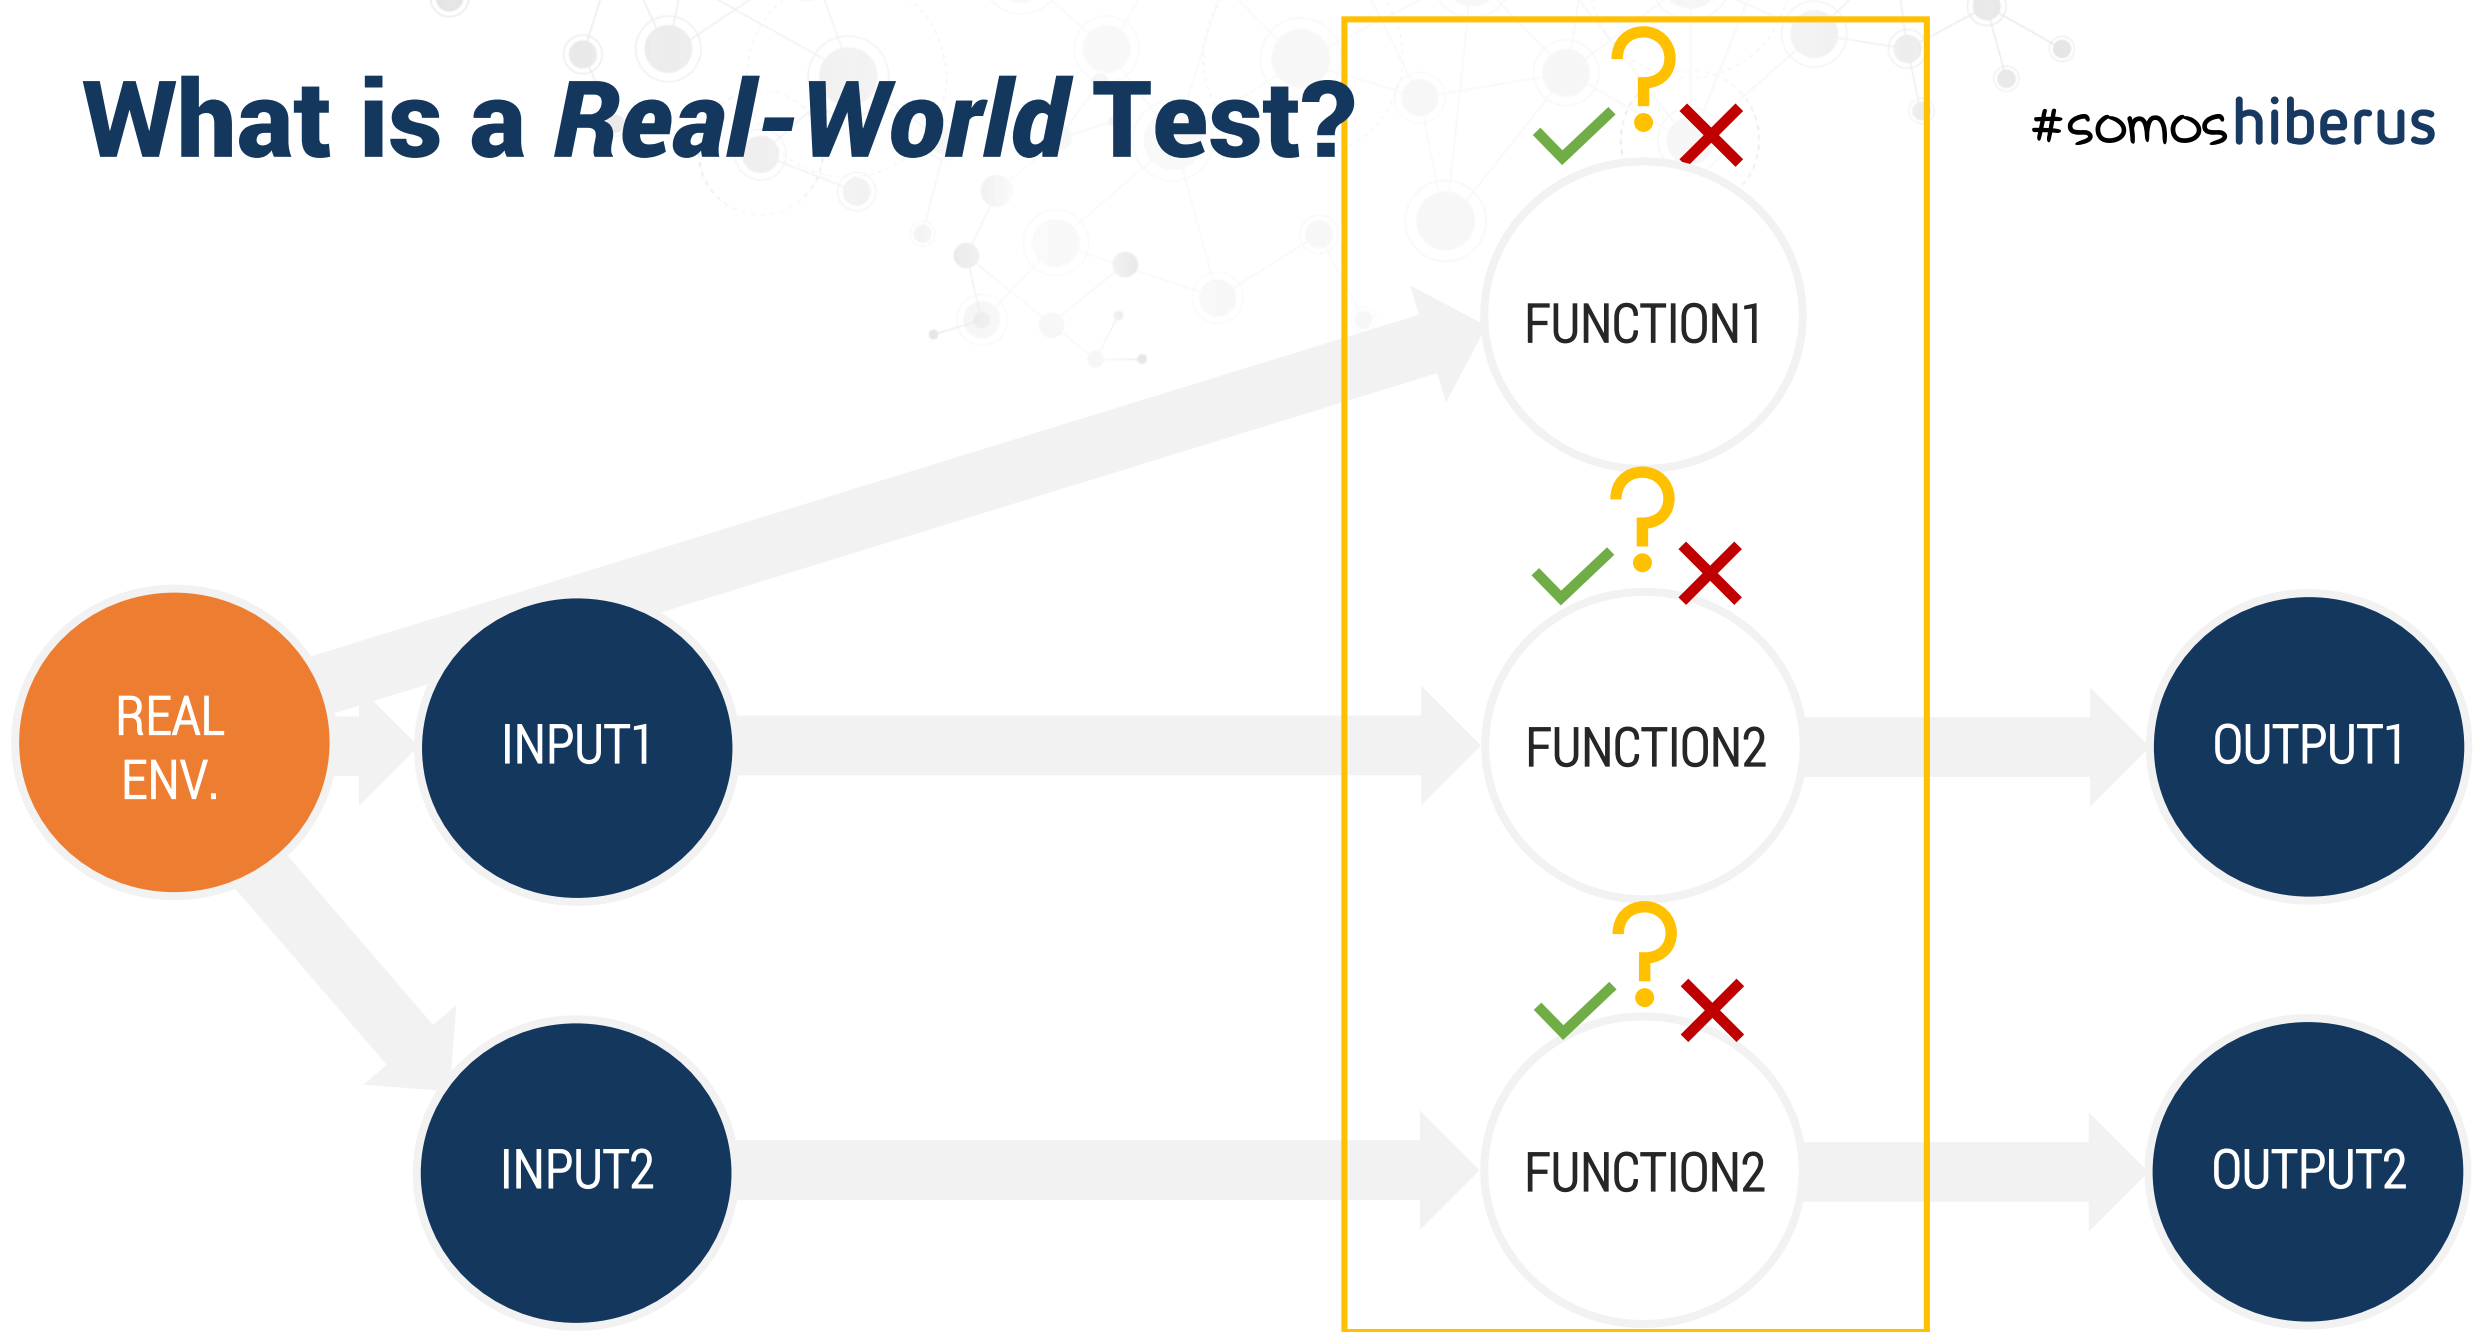 What is a Real-World Test?
#somoshiberus
FUNCTION1
REAL
ENV.
INPUT1
FUNCTION2
OUTPUT1
INPUT2
FUNCTION2
OUTPUT2